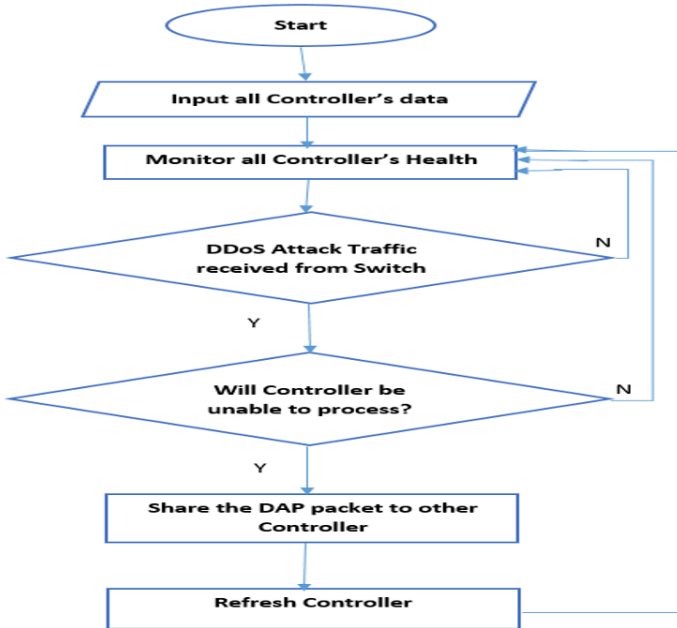 Start
Input all Controller's data
Monitor all Controller's Health
DDoS Attack Traffic
received from Switch
N
Y
Will Controller be
unable to process?
N
Y
Share the DAP packet to other
Controller
Refresh Controller